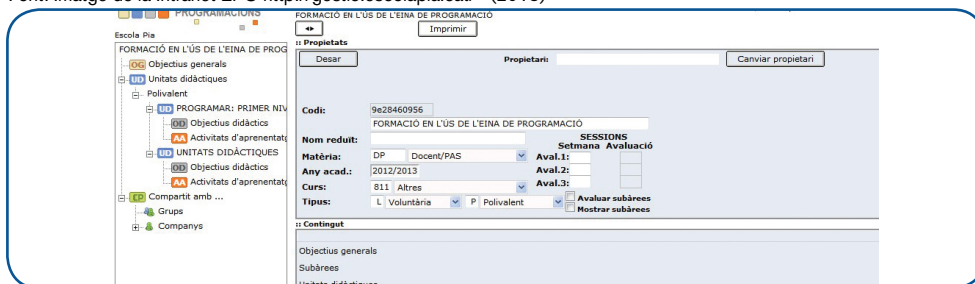 PROGRAMACIONS
Escola Pia
FORMACIÓ EN L'ÚS DE L'EINA DE PROG
OG Objectius generals
UD Unitats didàctiques
Polivalent
UD PROGRAMAR: PRIMER NIV
OD Objectius didàctics
AA Activitats d'aprenentatg
UD UNITATS DIDÀCTIQUES
OD Objectius didàctics
AA Activitats d'aprenentatg
CP Compartit amb ...
Grups
Companys
FORMACIÓ EN L'ÚS DE L'EINA DE PROGRAMACIÓ
Imprimir
:: Propietats
Desar Propietari: Canviar propietari
Codi: 9e28460956
FORMACIÓ EN L'ÚS DE L'EINA DE PROGRAMACIÓ
Nom reduït: SESSIONS
Setmana Avaluació
Matèria: DP Docent/PAS Aval.1:
Any acad.: 2012/2013 Aval.2:
Curs: 811 Altres Aval.3:
Tipus: L Voluntària P Polivalent Avaluar subàrees
Mostrar subàrees
:: Contingut
Objectius generals
Subàrees
Unitats didàctiques